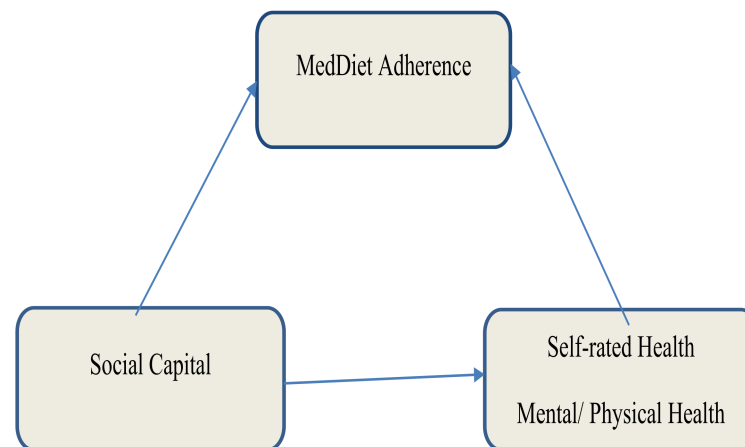 MedDiet Adherence
Social Capital
Self-rated Health
Mental/ Physical Health